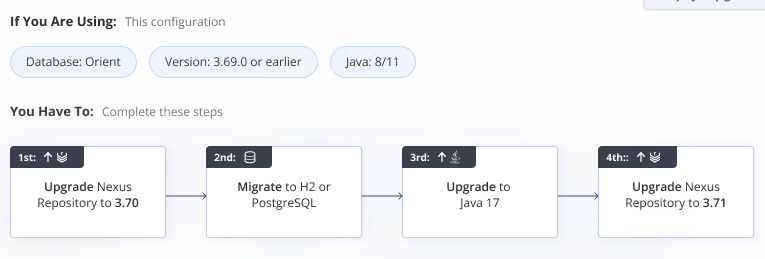 If You Are Using: This configuration
Database: Orient
Version: 3.69.0 or earlier
Java: 8/11
You Have To: Complete these steps
1st:
Upgrade Nexus
Repository to 3.70
2nd:
Migrate to H2 or
PostgreSQL
3rd:
Upgrade to
Java 17
4th::
Upgrade Nexus
Repository to 3.71